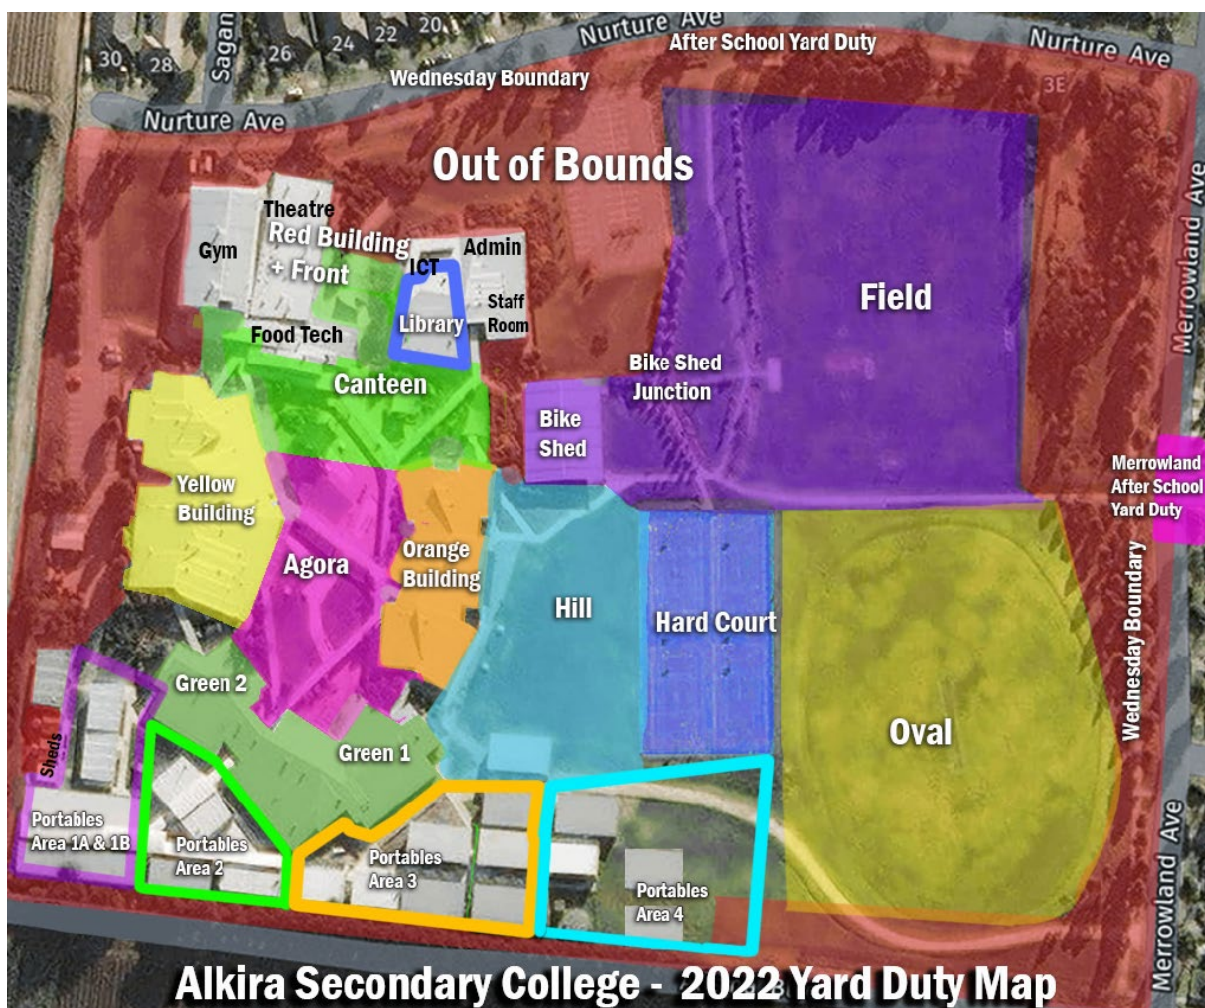 Nurture Ave
After School Yard Duty
Nurture Ave
20
22
24
26
28
30
Sagan
Wednesday Boundary
3E
Nurture Ave
Out of Bounds
Merrowland Ave
Theatre
Red Building
+ Front
Gym
Admin
ICT
Staff
Room
Library
Food Tech
Field
Canteen
Bike Shed
Junction
Bike
Shed
Merrowland
After School
Yard Duty
Yellow
Building
Orange
Building
Agora
Hill
Hard Court
Wednesday Boundary
Green 2
Green 1
Oval
Sheds
Portables
Area 1A & 1B
Portables
Area 2
Portables
Area 3
Portables
Area 4
Merrowland Ave
Alkira Secondary College - 2022 Yard Duty Map